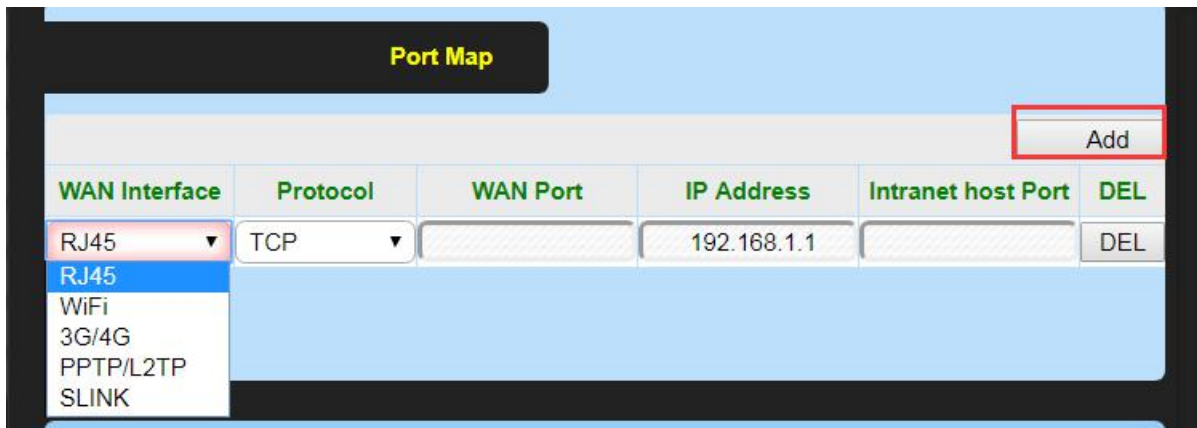 Port Map
Add
WAN Interface Protocol WAN Port IP Address Intranet host Port DEL
RJ45 TCP 192.168.1.1 DEL
RJ45
WiFi
3G/4G
PPTP/L2TP
SLINK